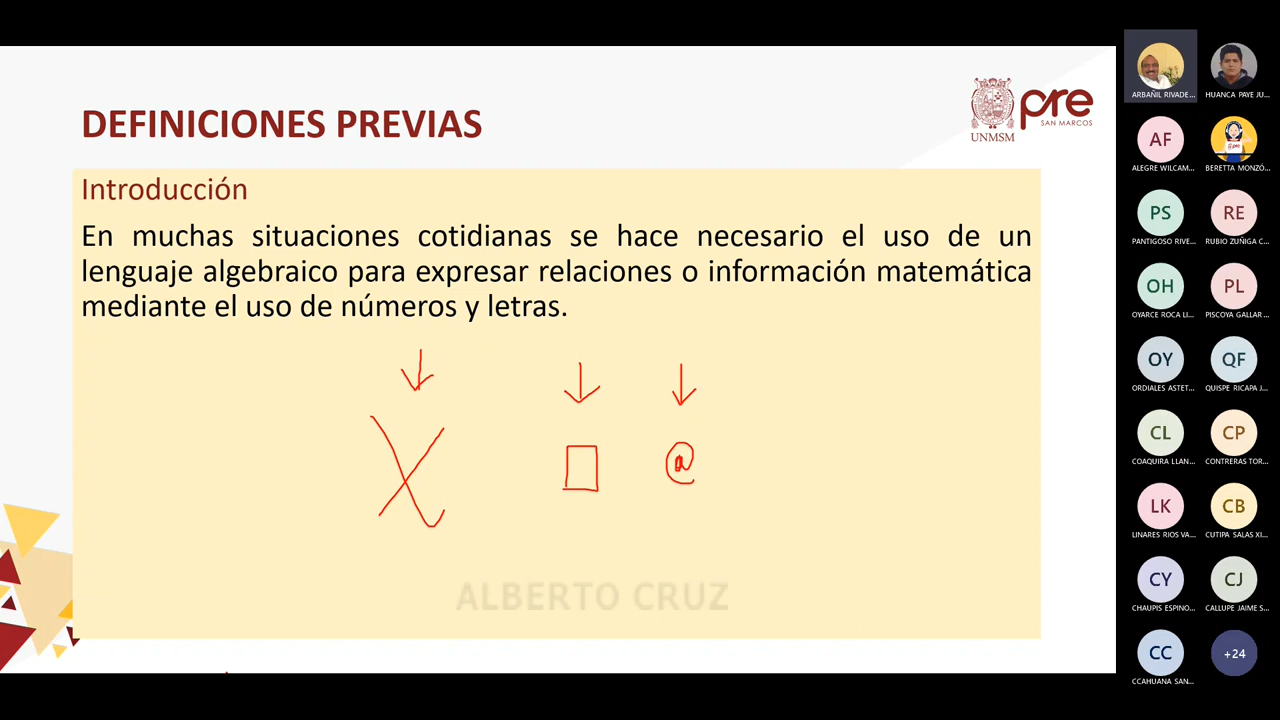 DEFINICIONES PREVIAS
UNMSM
pre
SAN MARCOS
Introducción
En muchas situaciones cotidianas se hace necesario el uso de un
lenguaje algebraico para expresar relaciones o información matemática
mediante el uso de números y letras.
X
@
ALBERTO CRUZ
ARBAÑIL RIVADE...
HUANCA PAYE JU...
AF
ALEGRE WILCAM...
BERETTA MONZÓ...
PS
PANTIGOSO RIVE...
RE
RUBIO ZUÑIGA C...
OH
OYARCE ROCA LI...
PL
PISCOYA GALLAR ...
OY
ORDIALES ASTET...
QF
QUISPE RICAPA J...
CL
COAQUIRA LLAN...
CP
CONTRERAS TOR...
LK
LINARES RIOS VA...
CB
CUTIPA SALAS XI...
CY
CHAUPIS ESPINO...
CJ
CALLUPE JAIME S...
CC
CCAHUANA SAN...
+24